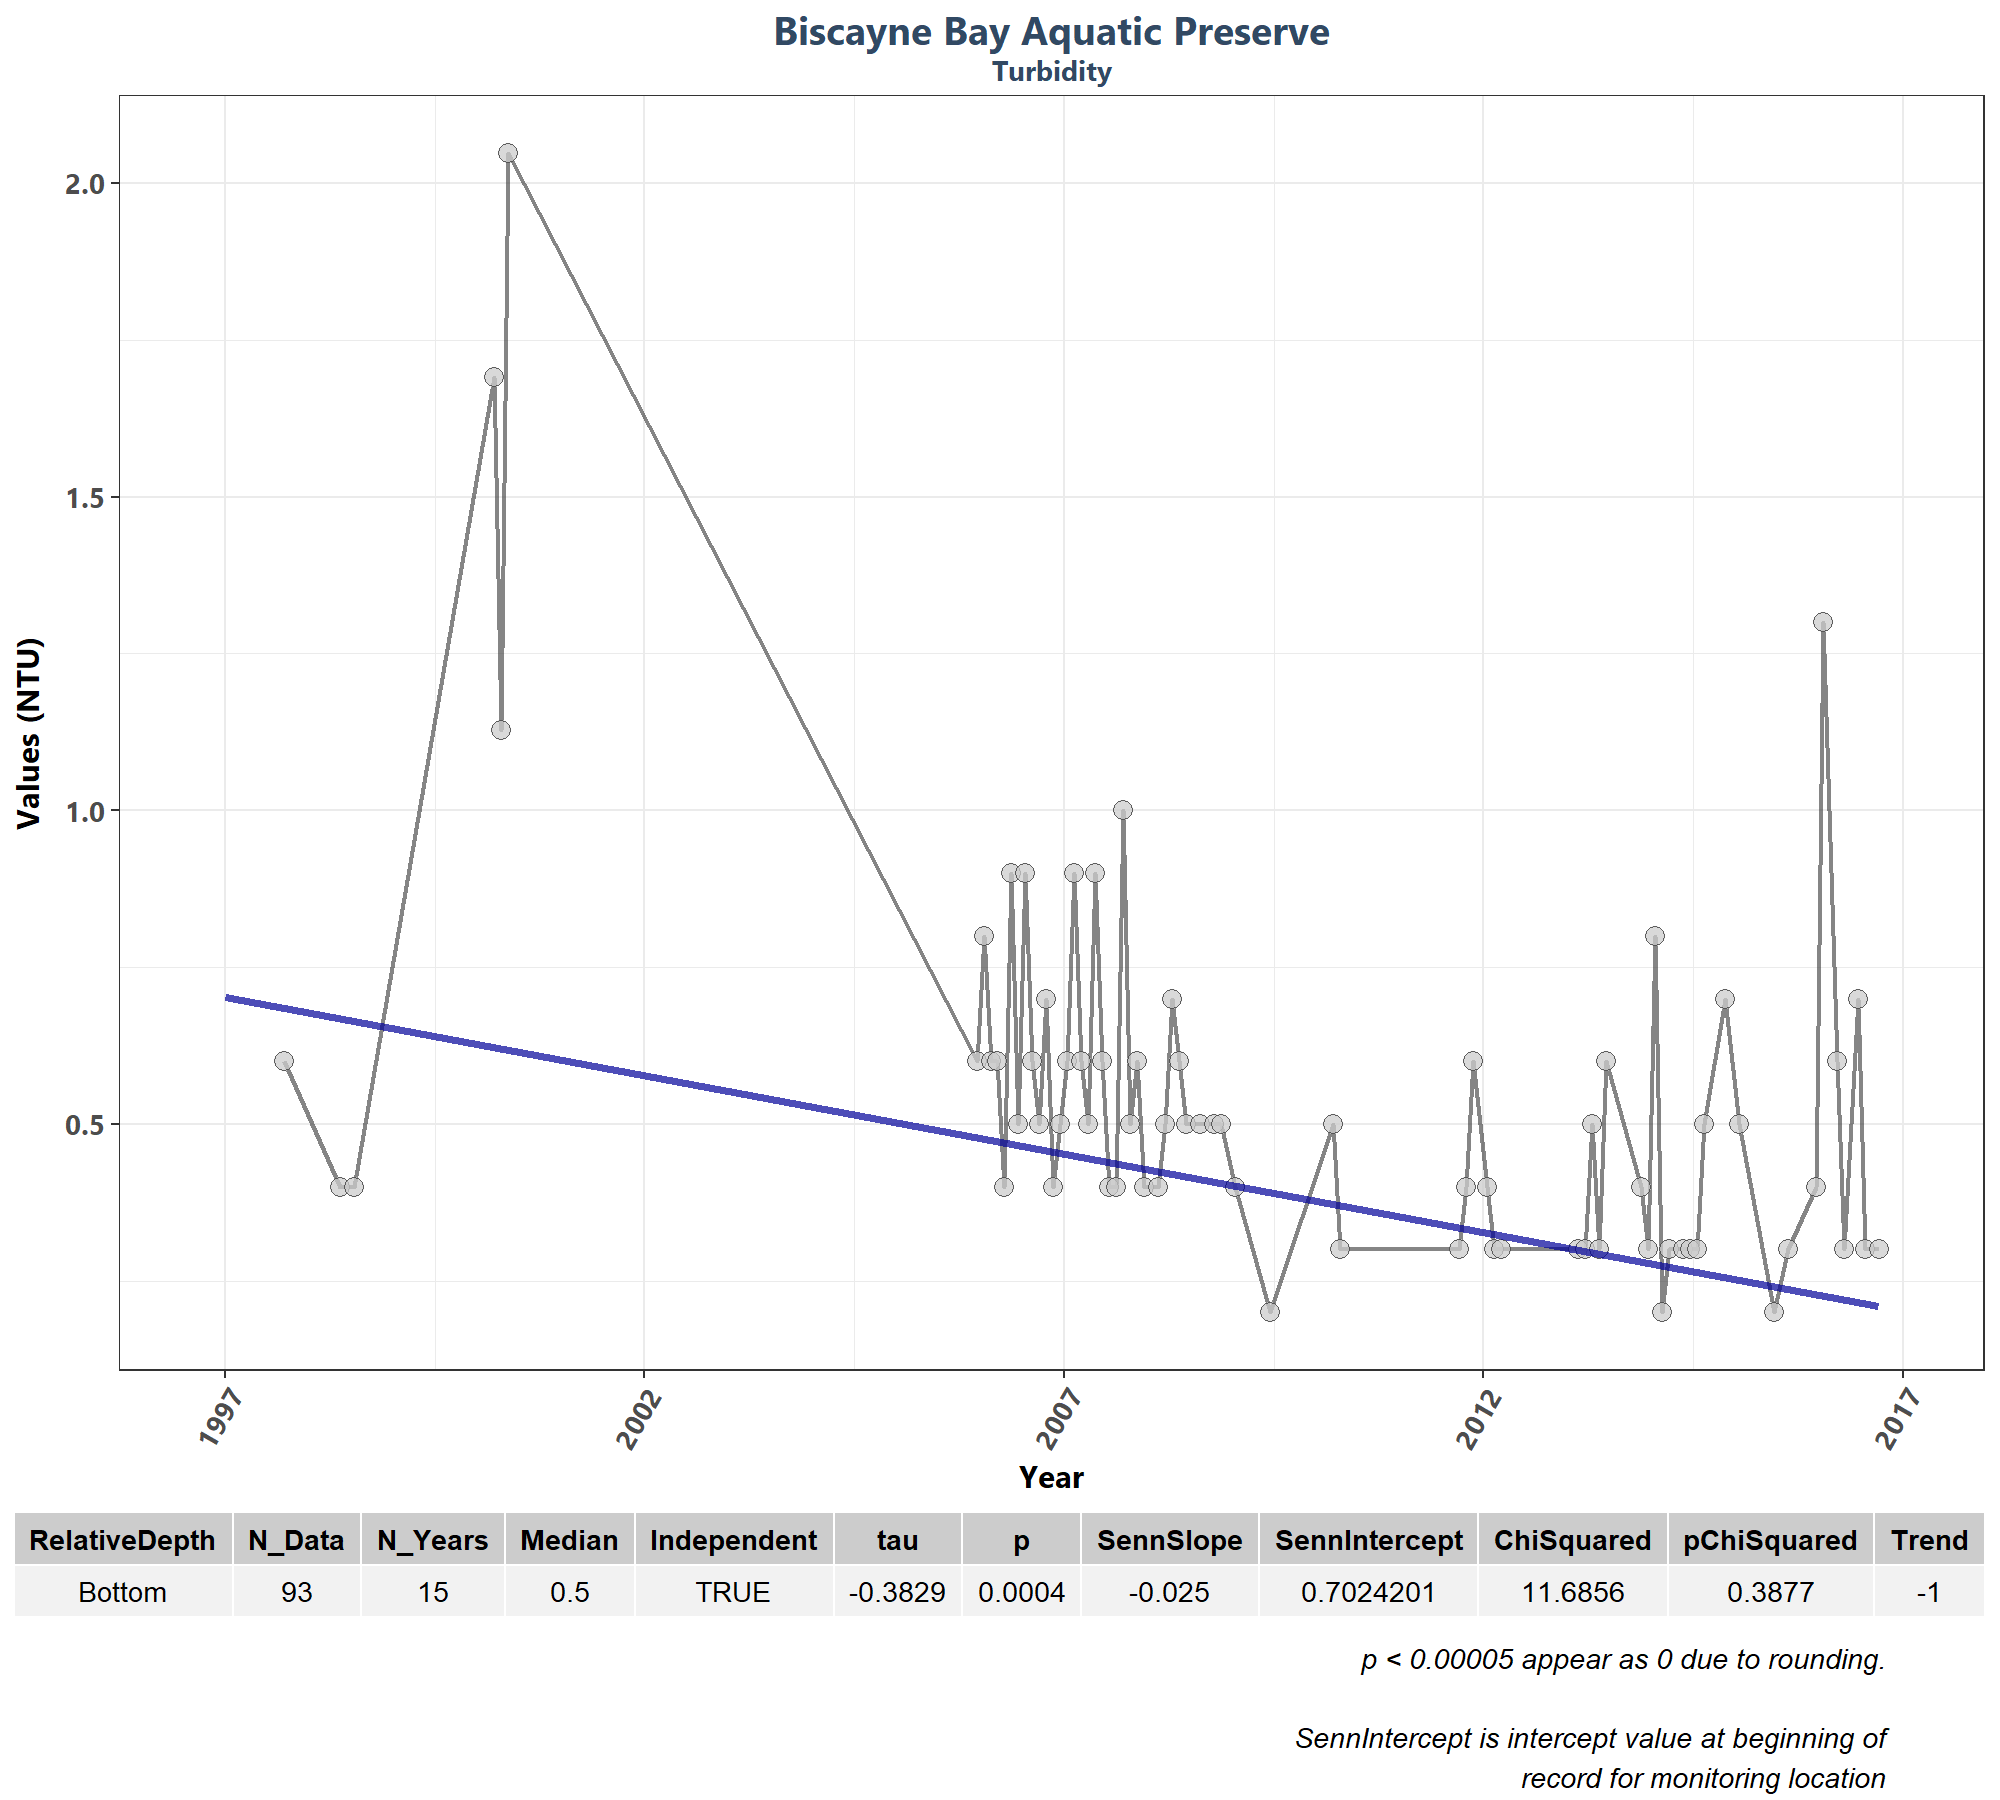 Biscayne Bay Aquatic Preserve
Turbidity
Values (NTU)
2.0
1.5
1.0
0.5
1997 2002 2007 2012 2017
Year
RelativeDepth N_Data N_Years Median Independent tau p SennSlope SennIntercept ChiSquared pChiSquared Trend
Bottom 93 15 0.5 TRUE -0.3829 0.0004 -0.025 0.7024201 11.6856 0.3877 -1
p < 0.00005 appear as 0 due to rounding.
SennIntercept is intercept value at beginning of
record for monitoring location